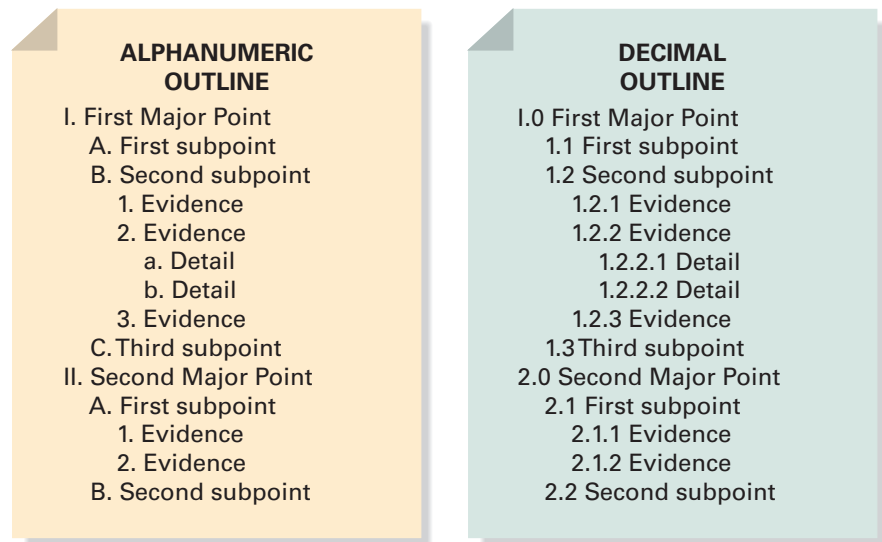 ALPHANUMERIC
OUTLINE
I. First Major Point
A. First subpoint
B. Second subpoint
1. Evidence
2. Evidence
a. Detail
b. Detail
3. Evidence
C. Third subpoint
II. Second Major Point
A. First subpoint
1. Evidence
2. Evidence
B. Second subpoint
DECIMAL
OUTLINE
I.0 First Major Point
1.1 First subpoint
1.2 Second subpoint
1.2.1 Evidence
1.2.2 Evidence
1.2.2.1 Detail
1.2.2.2 Detail
1.2.3 Evidence
1.3 Third subpoint
2.0 Second Major Point
2.1 First subpoint
2.1.1 Evidence
2.1.2 Evidence
2.2 Second subpoint